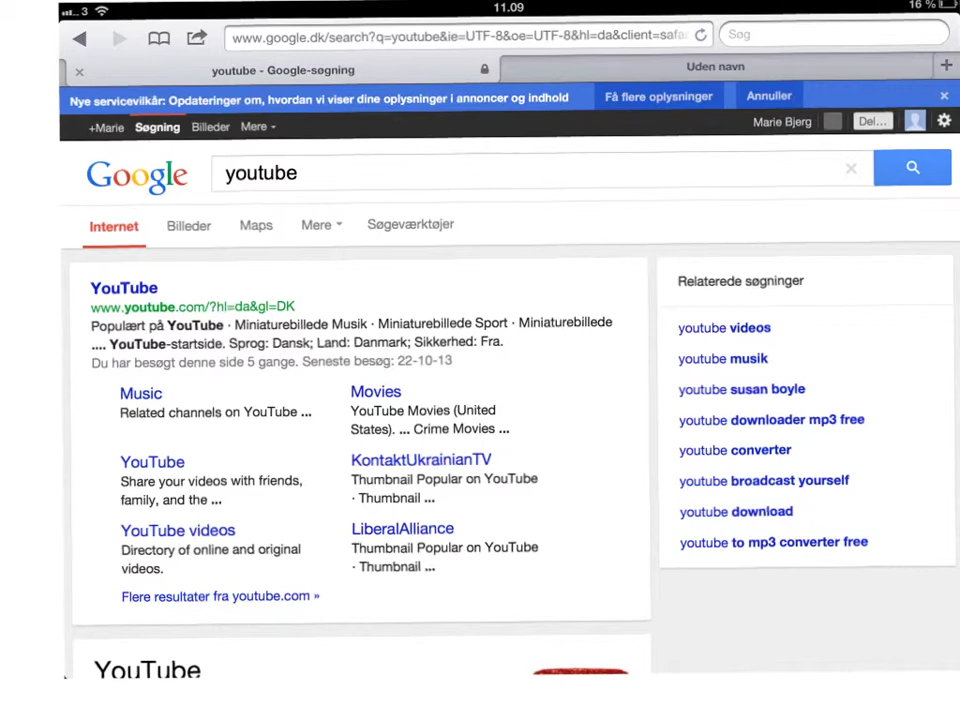 3
11.09
16 %
www.google.dk/search?q=youtube&ie=UTF-8&oe=UTF-8&hl=da&client=safa
Søg
youtube - Google-søgning
Uden navn
Nye servicevilkår: Opdateringer om, hvordan vi viser dine oplysninger i annoncer og indhold
Få flere oplysninger
Annuller
+Marie Søgning Billeder Mere
Marie Bjerg
Del...
Google
youtube
Internet Billeder Maps Mere Søgeværktøjer
YouTube
www.youtube.com/?hl=da&gl=DK
Populært på YouTube · Miniaturebillede Musik · Miniaturebillede Sport · Miniaturebillede
.... YouTube-startside. Sprog: Dansk; Land: Danmark; Sikkerhed: Fra.
Du har besøgt denne side 5 gange. Seneste besøg: 22-10-13
Music
Related channels on YouTube ...
Movies
YouTube Movies (United
States). ... Crime Movies ...
YouTube
Share your videos with friends,
family, and the ...
KontaktUkrainianTV
Thumbnail Popular on YouTube
· Thumbnail ...
YouTube videos
Directory of online and original
videos.
LiberalAlliance
Thumbnail Popular on YouTube
· Thumbnail ...
Flere resultater fra youtube.com »
YouTube
Relaterede søgninger
youtube videos
youtube musik
youtube susan boyle
youtube downloader mp3 free
youtube converter
youtube broadcast yourself
youtube download
youtube to mp3 converter free